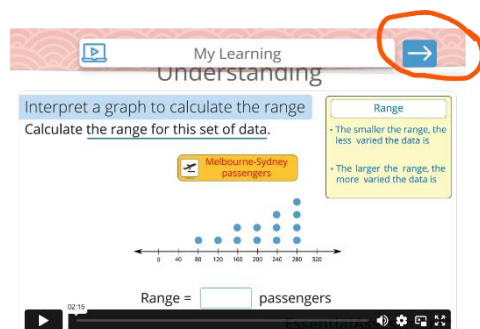 My Learning
Understanding
Interpret a graph to calculate the range
Calculate the range for this set of data.
Range
• The smaller the range, the
less varied the data is
• The larger the range, the
more varied the data is
Melbourne-Sydney
passengers
0 40 80 120 160 200 240 280 320
Range = passengers
02:15